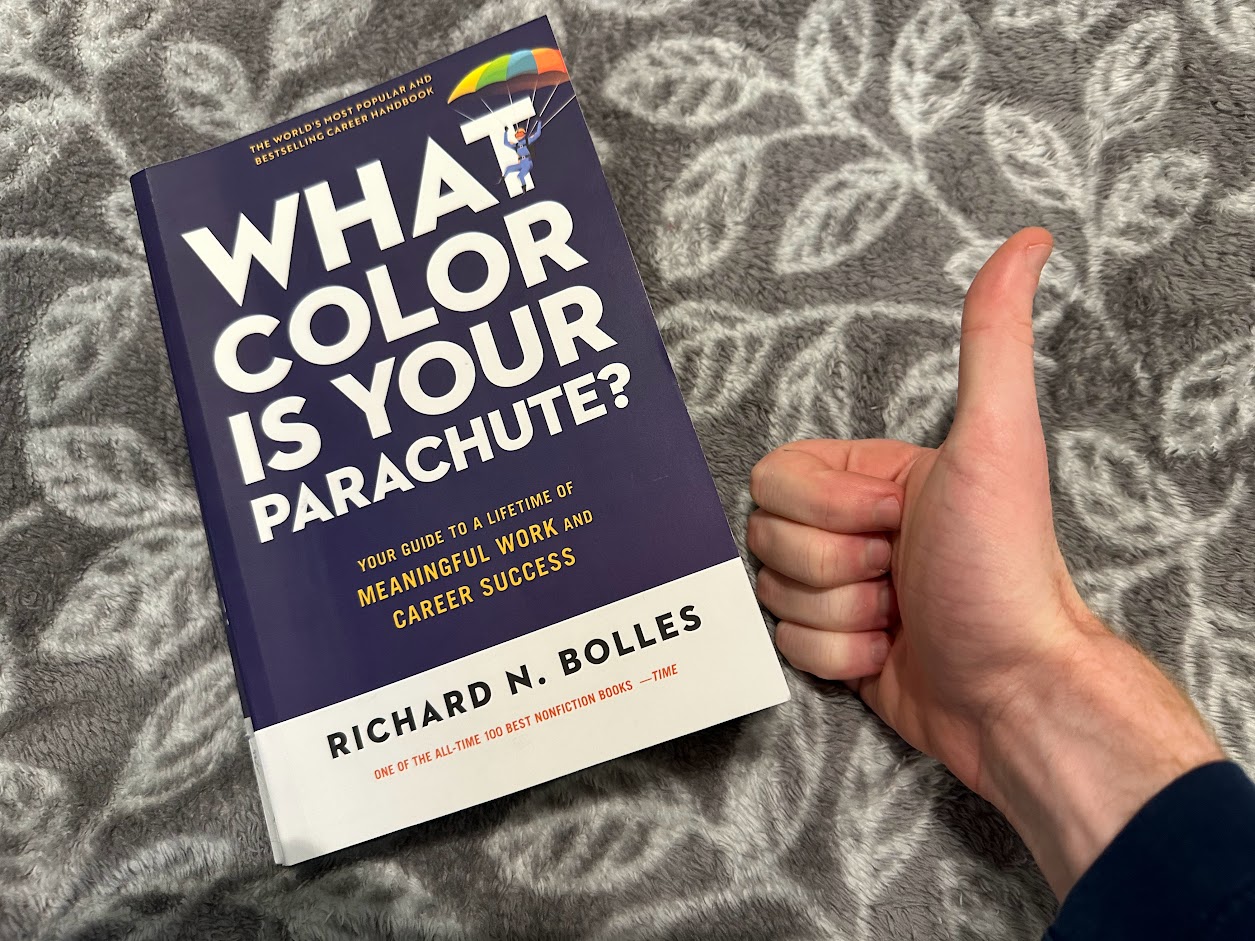 THE WORLD'S MOST POPULAR AND
BESTSELLING CAREER HANDBOOK
WHAT
COLOR
IS YOUR
PARACHUTE?
YOUR GUIDE TO A LIFETIME OF
MEANINGFUL WORK AND
CAREER SUCCESS
RICHARD N. BOLLES
ONE OF THE ALL-TIME 100 BEST NONFICTION BOOKS —TIME